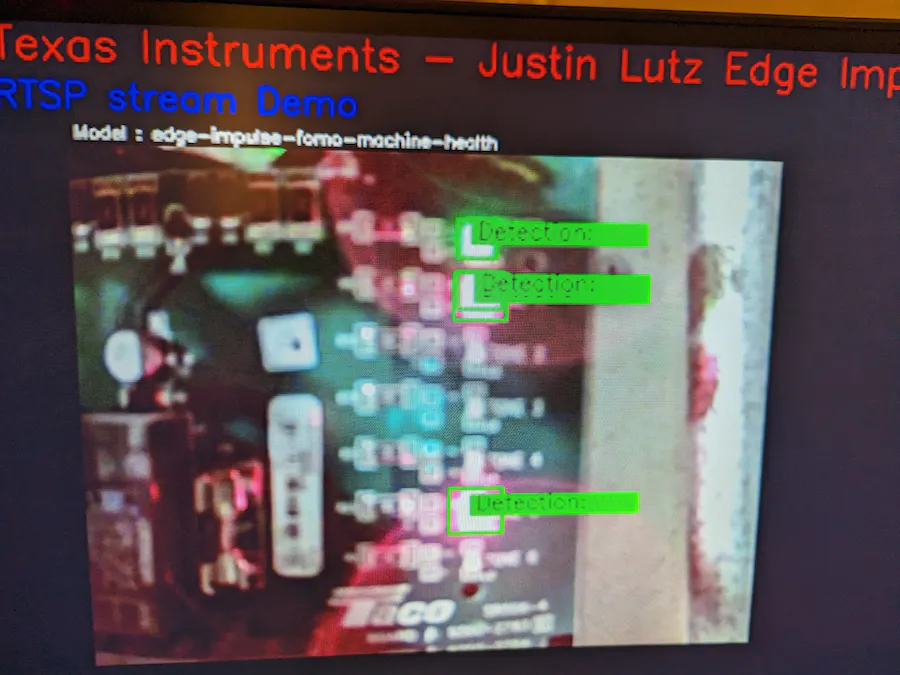 Texas Instruments - Justin Lutz Edge Imp
RTSP stream Demo
Model : edge-impulse-fomo-machine-health
Detection:
Detection:
Detection:
Taco